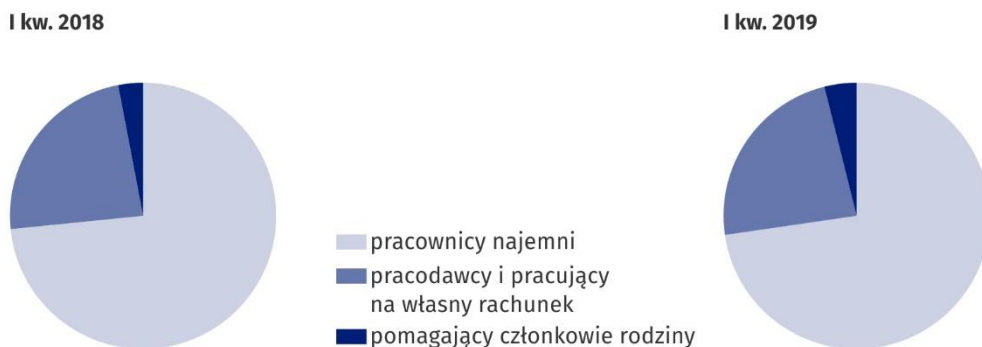 I kw. 2018
I kw. 2019
pracownicy najemni
pracodawcy i pracujący
na własny rachunek
pomagający członkowie rodziny